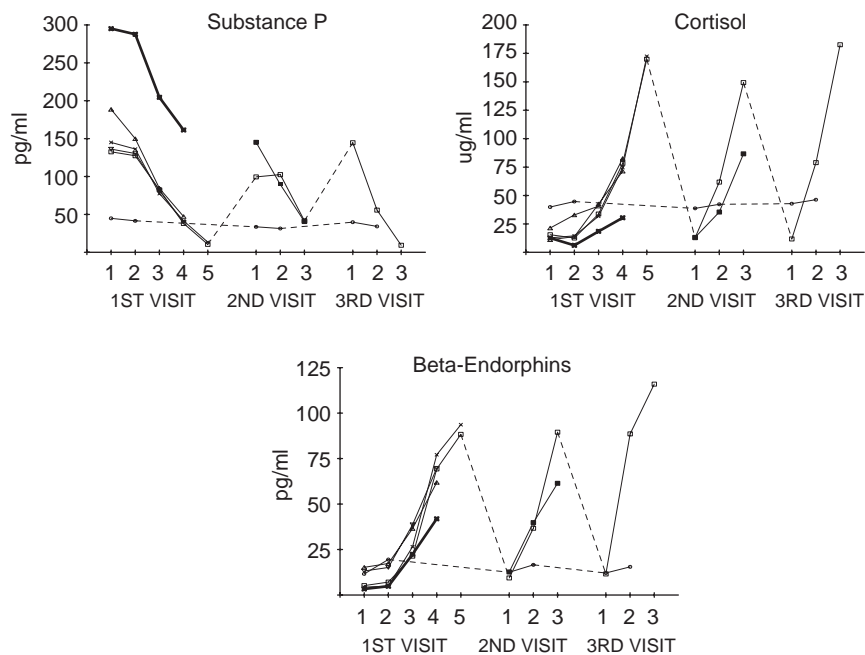 Substance P
300
250
200
150
100
50
pg/ml
1 2 3 4 5 1 2 3 1 2 3
1ST VISIT 2ND VISIT 3RD VISIT
Cortisol
200
175
150
125
100
75
50
25
ug/ml
1 2 3 4 5 1 2 3 1 2 3
1ST VISIT 2ND VISIT 3RD VISIT
Beta-Endorphins
125
100
75
50
25
pg/ml
1 2 3 4 5 1 2 3 1 2 3
1ST VISIT 2ND VISIT 3RD VISIT